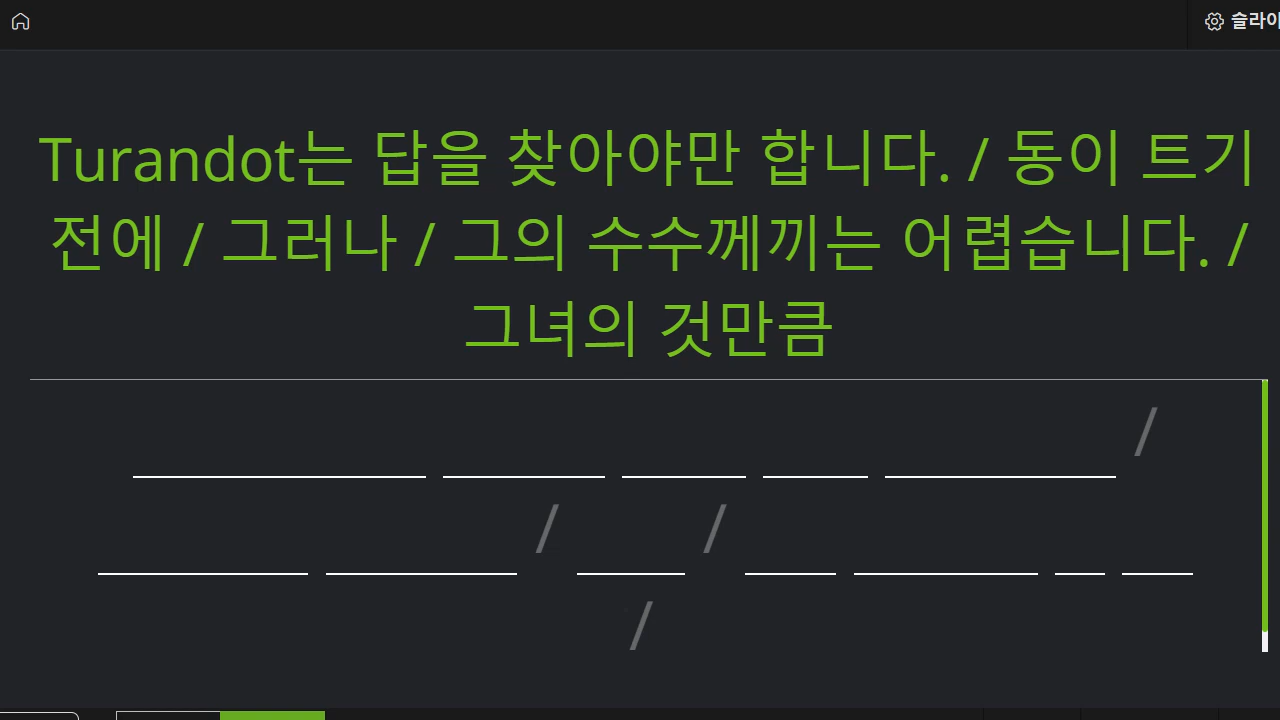 슬라이
Turandot는 답을 찾아야만 합니다. / 동이 트기
전에 / 그러나 / 그의 수수께끼는 어렵습니다. /
그녀의 것만큼
/
/ /
/